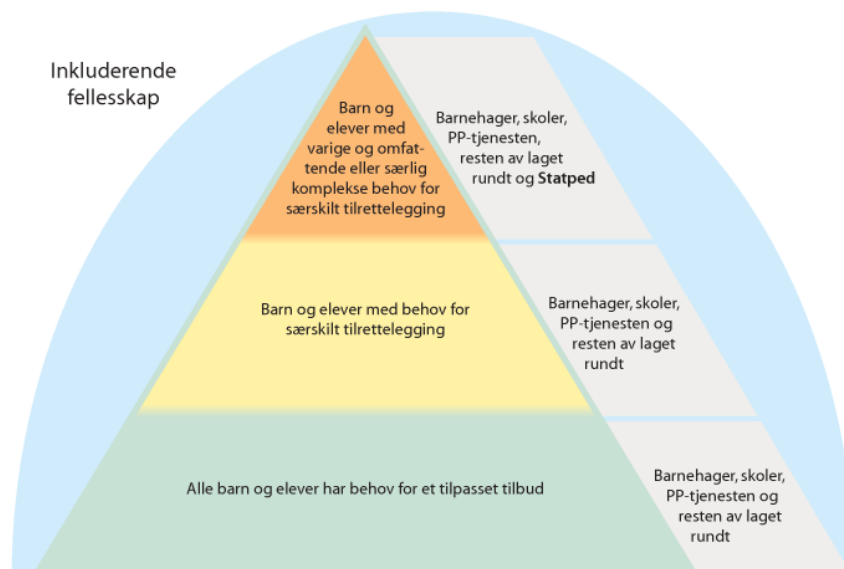 Inkluderende
fellesskap
Barn og
elever med
varige og omfat-
tende eller særlig
komplekse behov for
særskilt tilrettelegging
Barnehager, skoler,
PP-tjenesten,
resten av laget
rundt og Statped
Barn og elever med behov for
særskilt tilrettelegging
Barnehager, skoler,
PP-tjenesten og
resten av laget
rundt
Alle barn og elever har behov for et tilpasset tilbud
Barnehager, skoler,
PP-tjenesten og
resten av laget
rundt